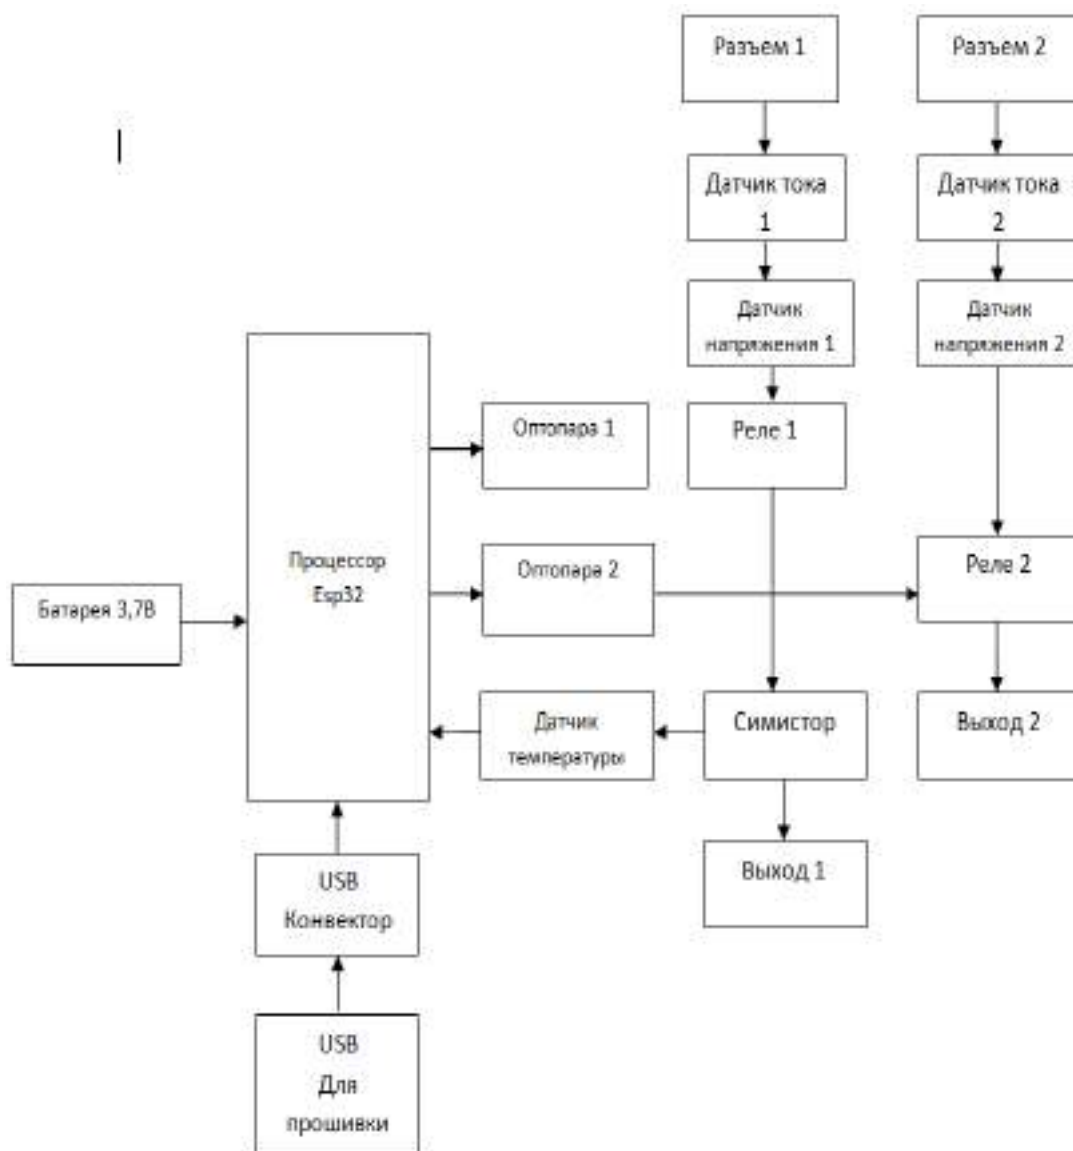 Разъем 1
Разъем 2
Датчик тока
1
Датчик тока
2
Датчик
напряжения 1
Датчик
напряжения 2
Оптопара 1
Реле 1
Процессор
Esp32
Оптопара 2
Реле 2
Батарея 3,7В
Датчик
температуры
Симистор
Выход 2
USB
Конвектор
Выход 1
USB
Для
прошивки